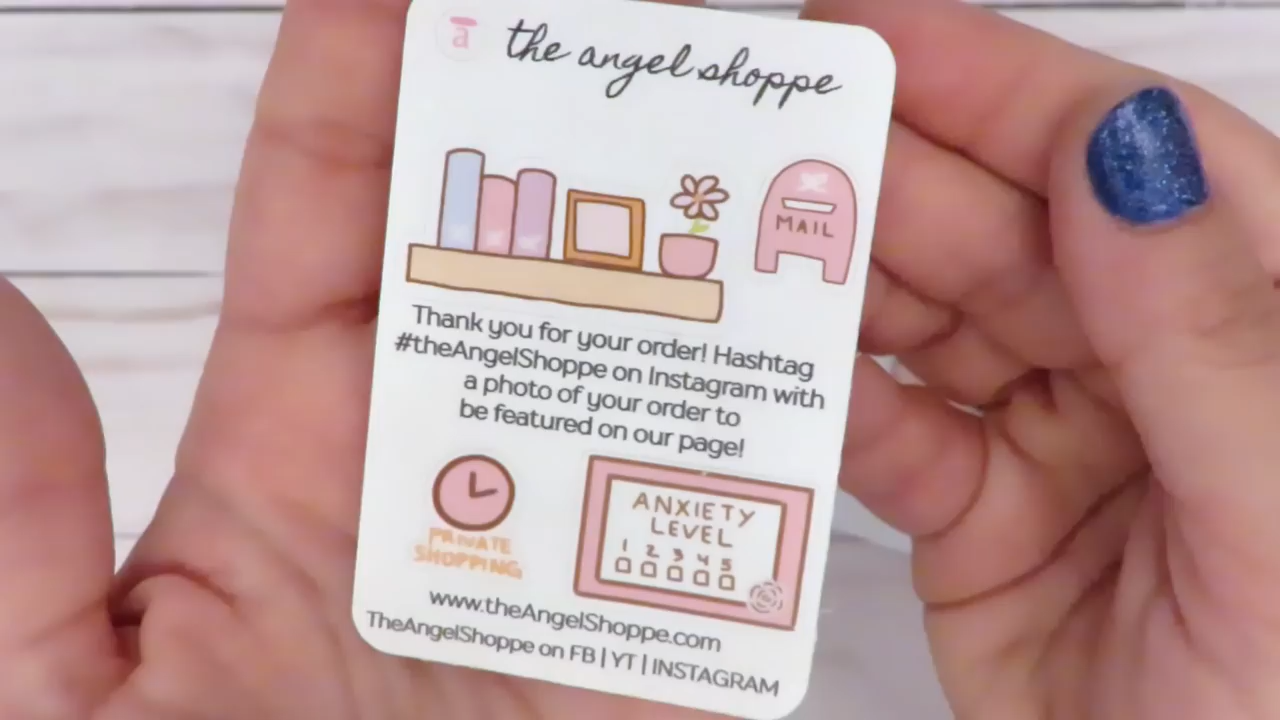 a
the angel shoppe
MAIL
Thank you for your order! Hashtag
#theAngelShoppe on Instagram with
a photo of your order to
be featured on our page!
PRIVATE
SHOPPING
ANXIETY
LEVEL
1 2 3 4 5
www.theAngelShoppe.com
TheAngelShoppe on FB | YT | INSTAGRAM